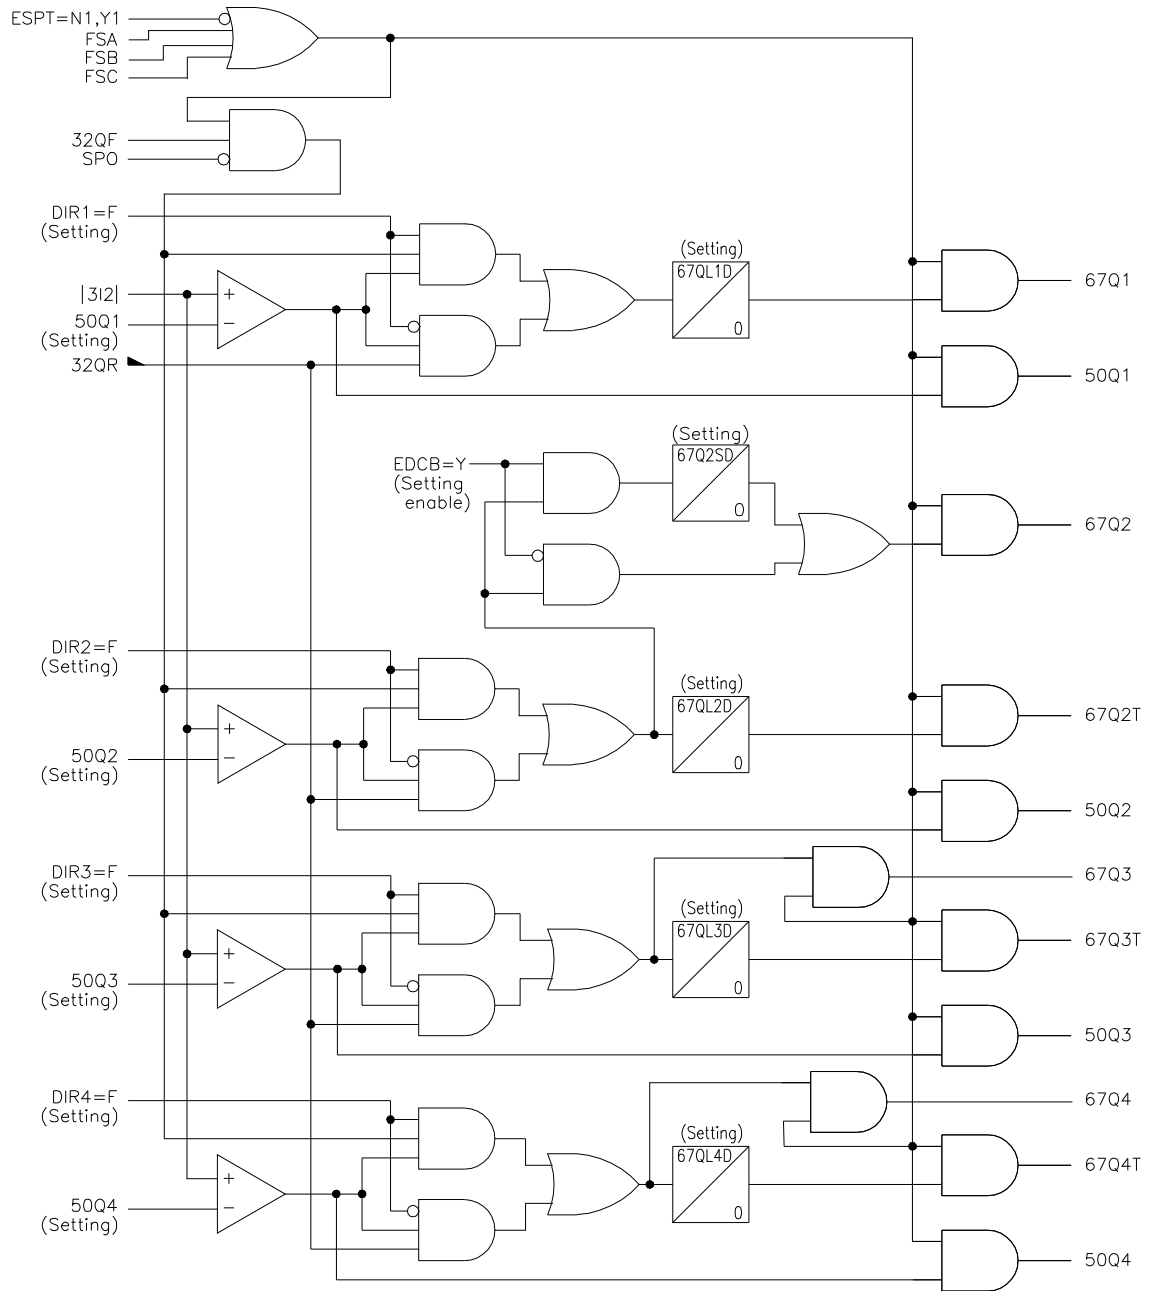 ESPT=N1,Y1
FSA
FSB
FSC
32QF
SPO
DIR1=F
(Setting)
|3I2|
50Q1
(Setting)
32QR
+
−
(Setting)
67QL1D
0
67Q1
50Q1
EDCB=Y
(Setting
enable)
(Setting)
67Q2SD
0
67Q2
DIR2=F
(Setting)
50Q2
(Setting)
+
−
(Setting)
67QL2D
0
67Q2T
50Q2
DIR3=F
(Setting)
50Q3
(Setting)
+
−
(Setting)
67QL3D
0
67Q3
67Q3T
50Q3
DIR4=F
(Setting)
50Q4
(Setting)
+
−
(Setting)
67QL4D
0
67Q4
67Q4T
50Q4